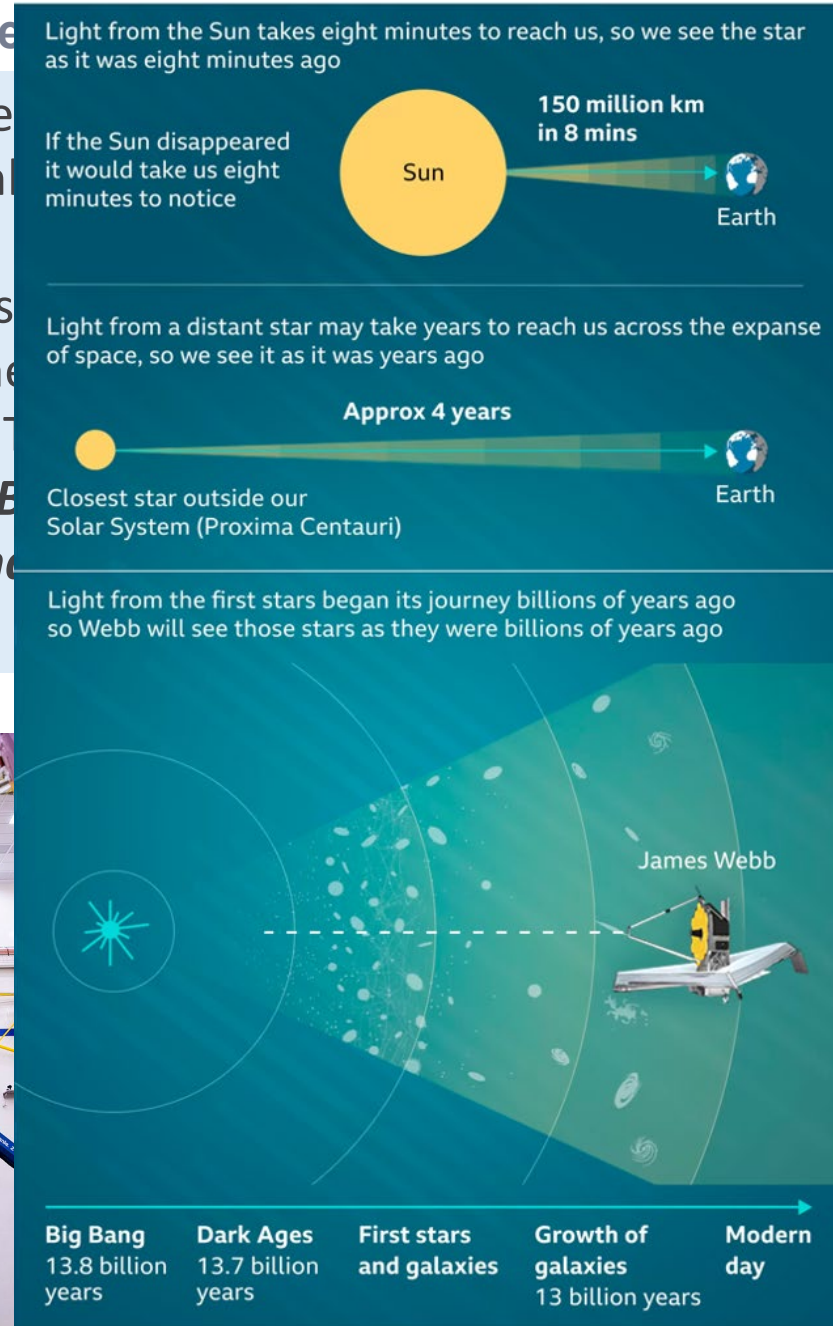 Light from the Sun takes eight minutes to reach us, so we see the star
as it was eight minutes ago
If the Sun disappeared
it would take us eight
minutes to notice
Sun
150 million km
in 8 mins
Earth
Light from a distant star may take years to reach us across the expanse
of space, so we see it as it was years ago
Approx 4 years
Closest star outside our
Solar System (Proxima Centauri)
Earth
Light from the first stars began its journey billions of years ago
so Webb will see those stars as they were billions of years ago
James Webb
Big Bang
13.8 billion
years
Dark Ages
13.7 billion
years
First stars
and galaxies
Growth of
galaxies
13 billion years
Modern
day